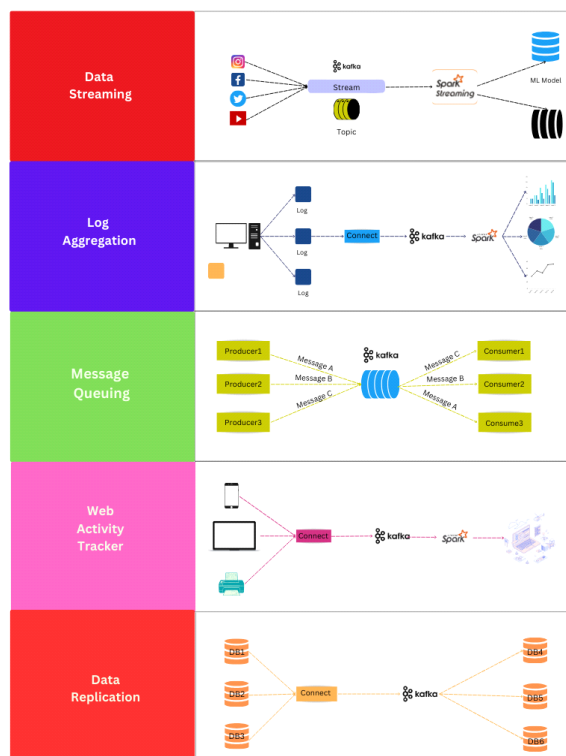 Data
Streaming
kafka
Stream
Topic
Spark
Streaming
ML Model
Log
Aggregation
Log
Log
Log
Connect
kafka
Spark
Message
Queuing
Producer1
Producer2
Producer3
Message A
Message B
Message C
kafka
Message C
Message B
Message A
Consumer1
Consumer2
Consume3
Web
Activity
Tracker
Connect
kafka
Spark
Data
Replication
DB1
DB2
DB3
Connect
kafka
DB4
DB5
DB6